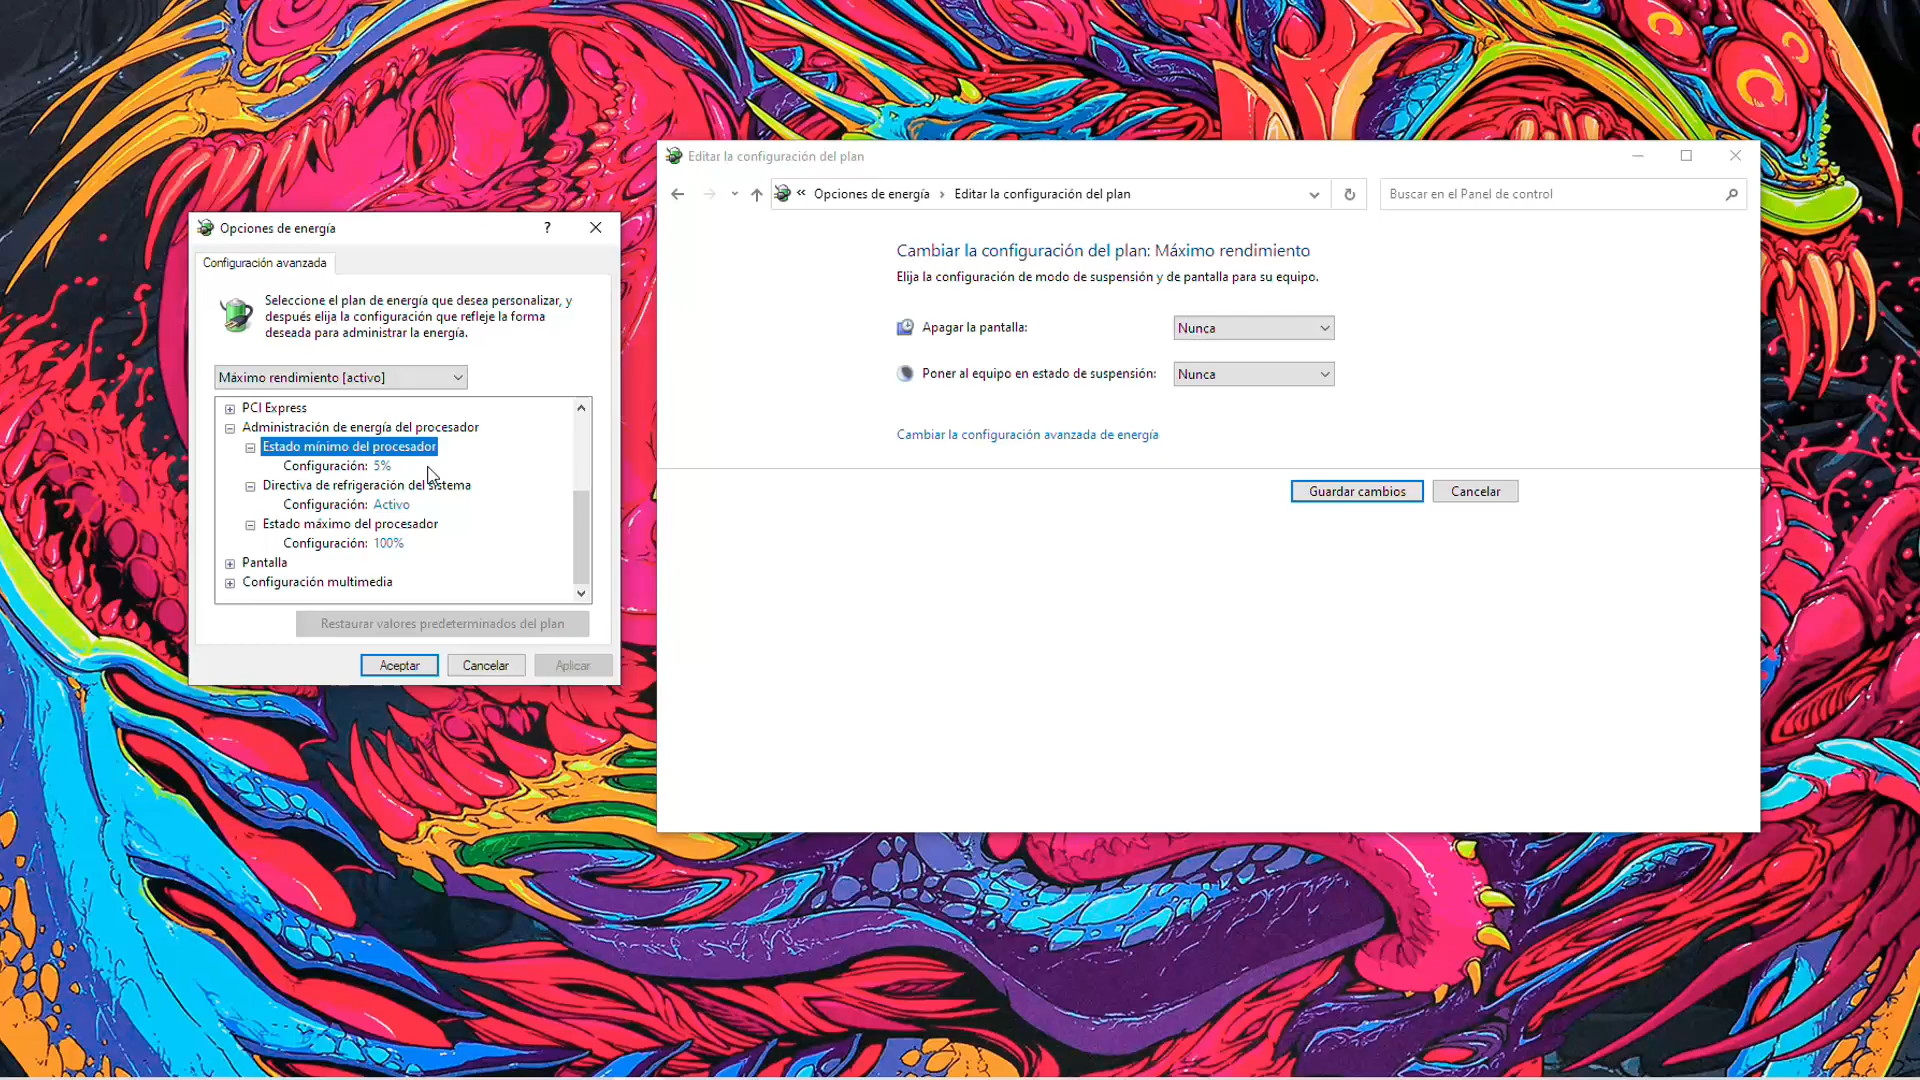 Opciones de energía
?
Configuración avanzada
Seleccione el plan de energía que desea personalizar, y
después elija la configuración que refleje la forma
deseada para administrar la energía.
Máximo rendimiento [activo]
PCI Express
Administración de energía del procesador
Estado mínimo del procesador
Configuración: 5%
Directiva de refrigeración del sistema
Configuración: Activo
Estado máximo del procesador
Configuración: 100%
Pantalla
Configuración multimedia
Restaurar valores predeterminados del plan
Aceptar Cancelar Aplicar
Editar la configuración del plan
« Opciones de energía › Editar la configuración del plan
Buscar en el Panel de control
Cambiar la configuración del plan: Máximo rendimiento
Elija la configuración de modo de suspensión y de pantalla para su equipo.
Apagar la pantalla: Nunca
Poner al equipo en estado de suspensión: Nunca
Cambiar la configuración avanzada de energía
Guardar cambios Cancelar